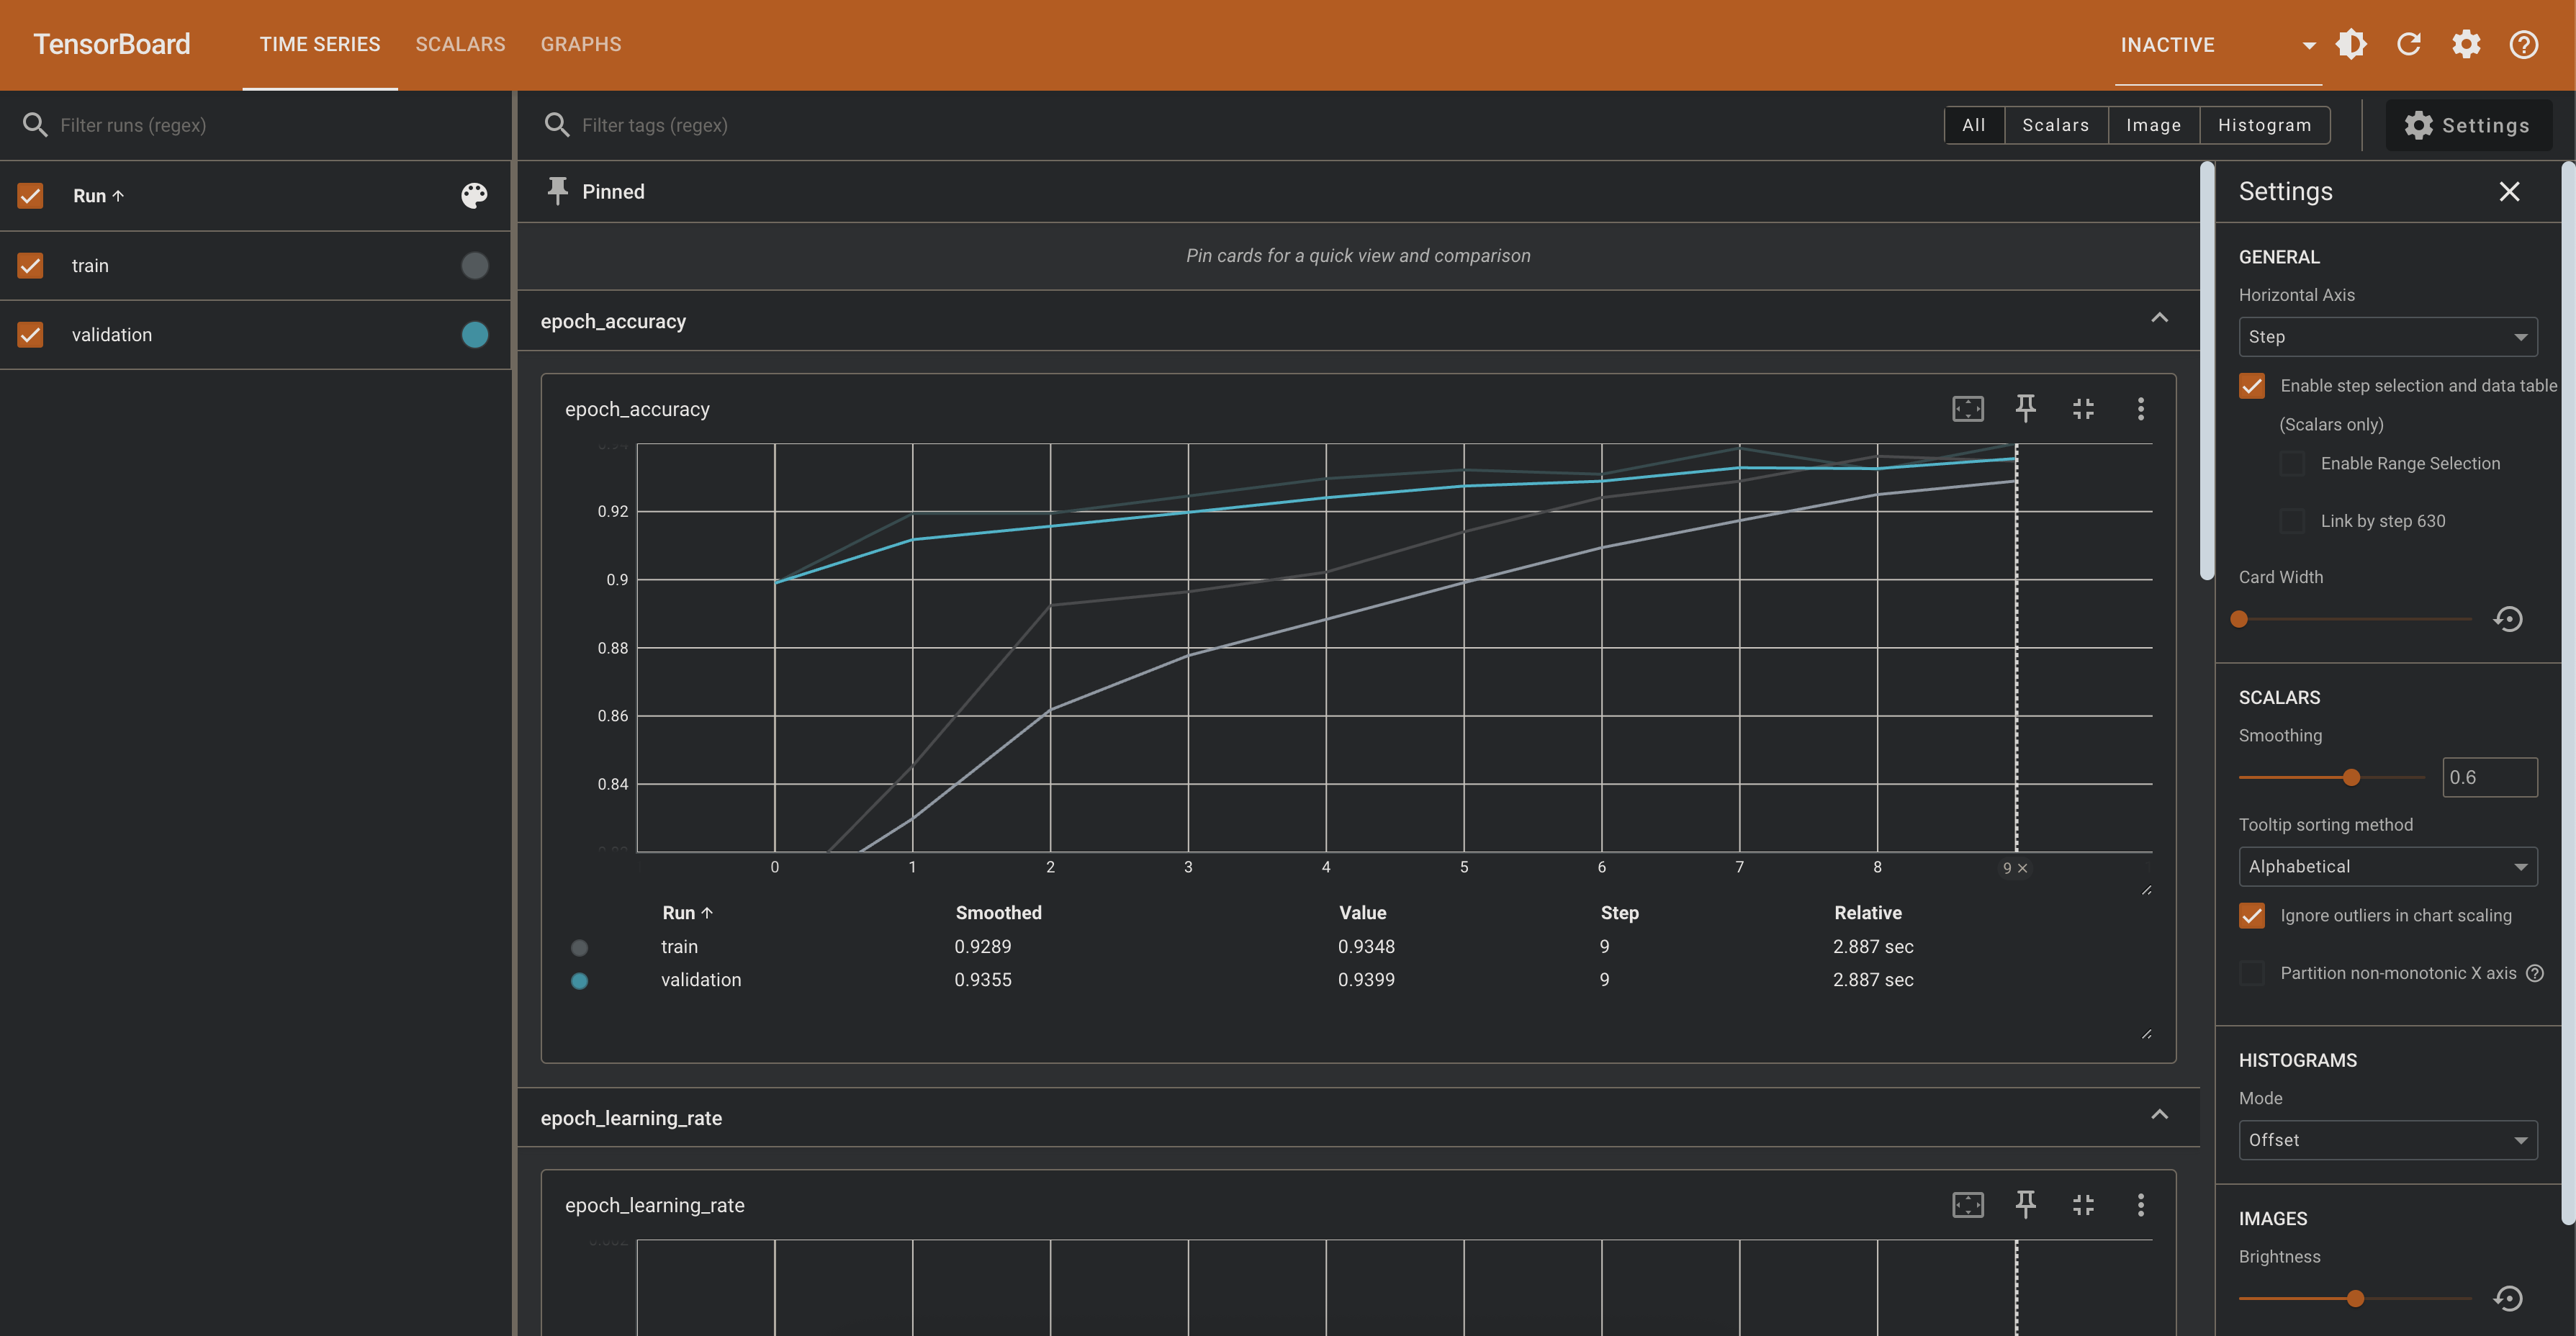 TensorBoard TIME SERIES SCALARS GRAPHS INACTIVE
Filter runs (regex)
Run
train
validation
Filter tags (regex) All Scalars Image Histogram Settings
Pinned
Pin cards for a quick view and comparison
epoch_accuracy
epoch_accuracy
0.92
0.9
0.88
0.86
0.84
0 1 2 3 4 5 6 7 8 9
Run Smoothed Value Step Relative
train 0.9289 0.9348 9 2.887 sec
validation 0.9355 0.9399 9 2.887 sec
epoch_learning_rate
epoch_learning_rate
Settings
GENERAL
Horizontal Axis
Step
Enable step selection and data table
(Scalars only)
Enable Range Selection
Link by step 630
Card Width
SCALARS
Smoothing
0.6
Tooltip sorting method
Alphabetical
Ignore outliers in chart scaling
Partition non-monotonic X axis
HISTOGRAMS
Mode
Offset
IMAGES
Brightness